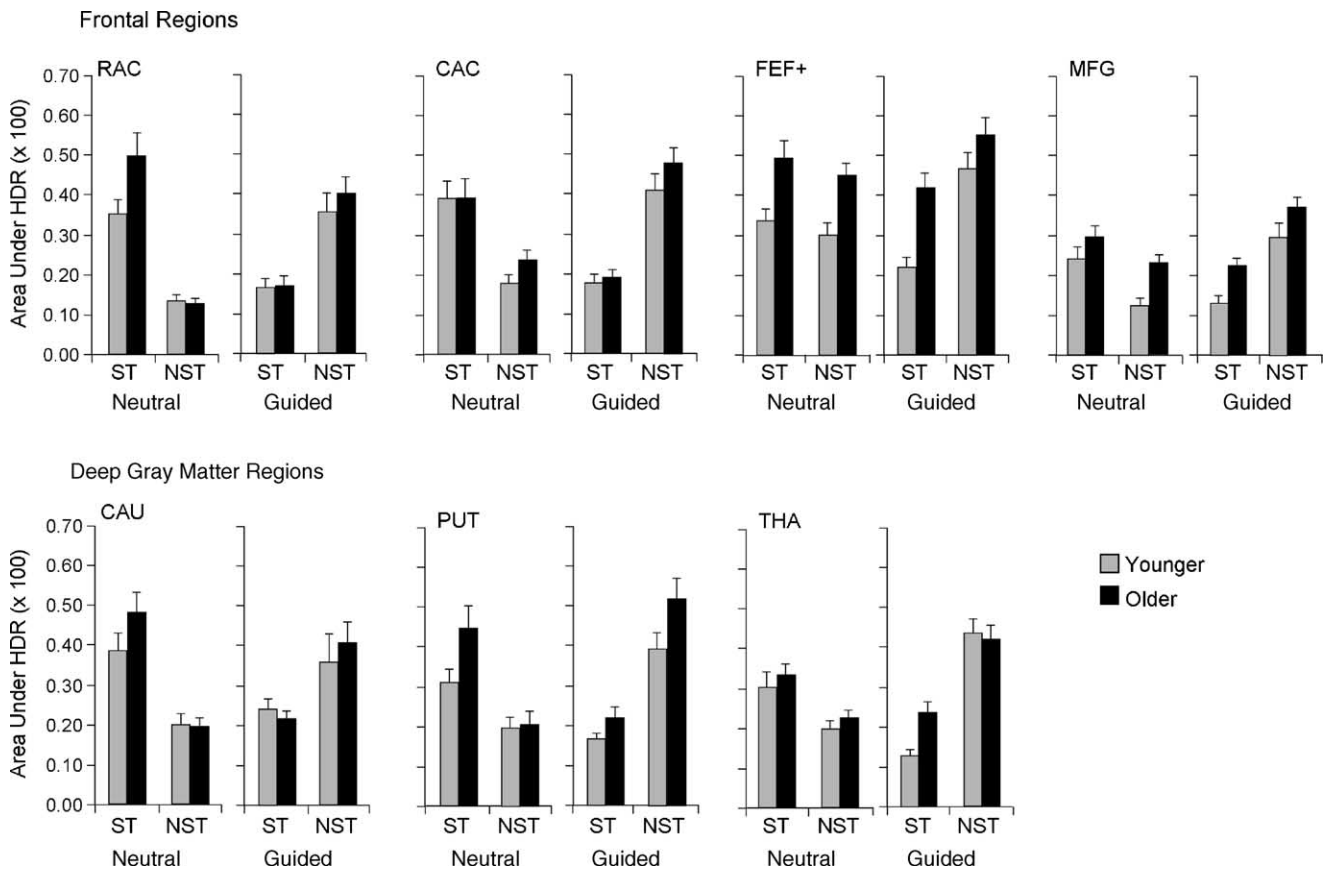 Frontal Regions
RAC CAC FEF+ MFG
Area Under HDR (x 100)
0.70
0.60
0.50
0.40
0.30
0.20
0.10
0.00
ST NST ST NST ST NST ST NST ST NST ST NST ST NST ST NST
Neutral Guided Neutral Guided Neutral Guided Neutral Guided
Deep Gray Matter Regions
CAU PUT THA
Area Under HDR (x 100)
0.70
0.60
0.50
0.40
0.30
0.20
0.10
0.00
ST NST ST NST ST NST ST NST ST NST ST NST
Neutral Guided Neutral Guided Neutral Guided
Younger
Older